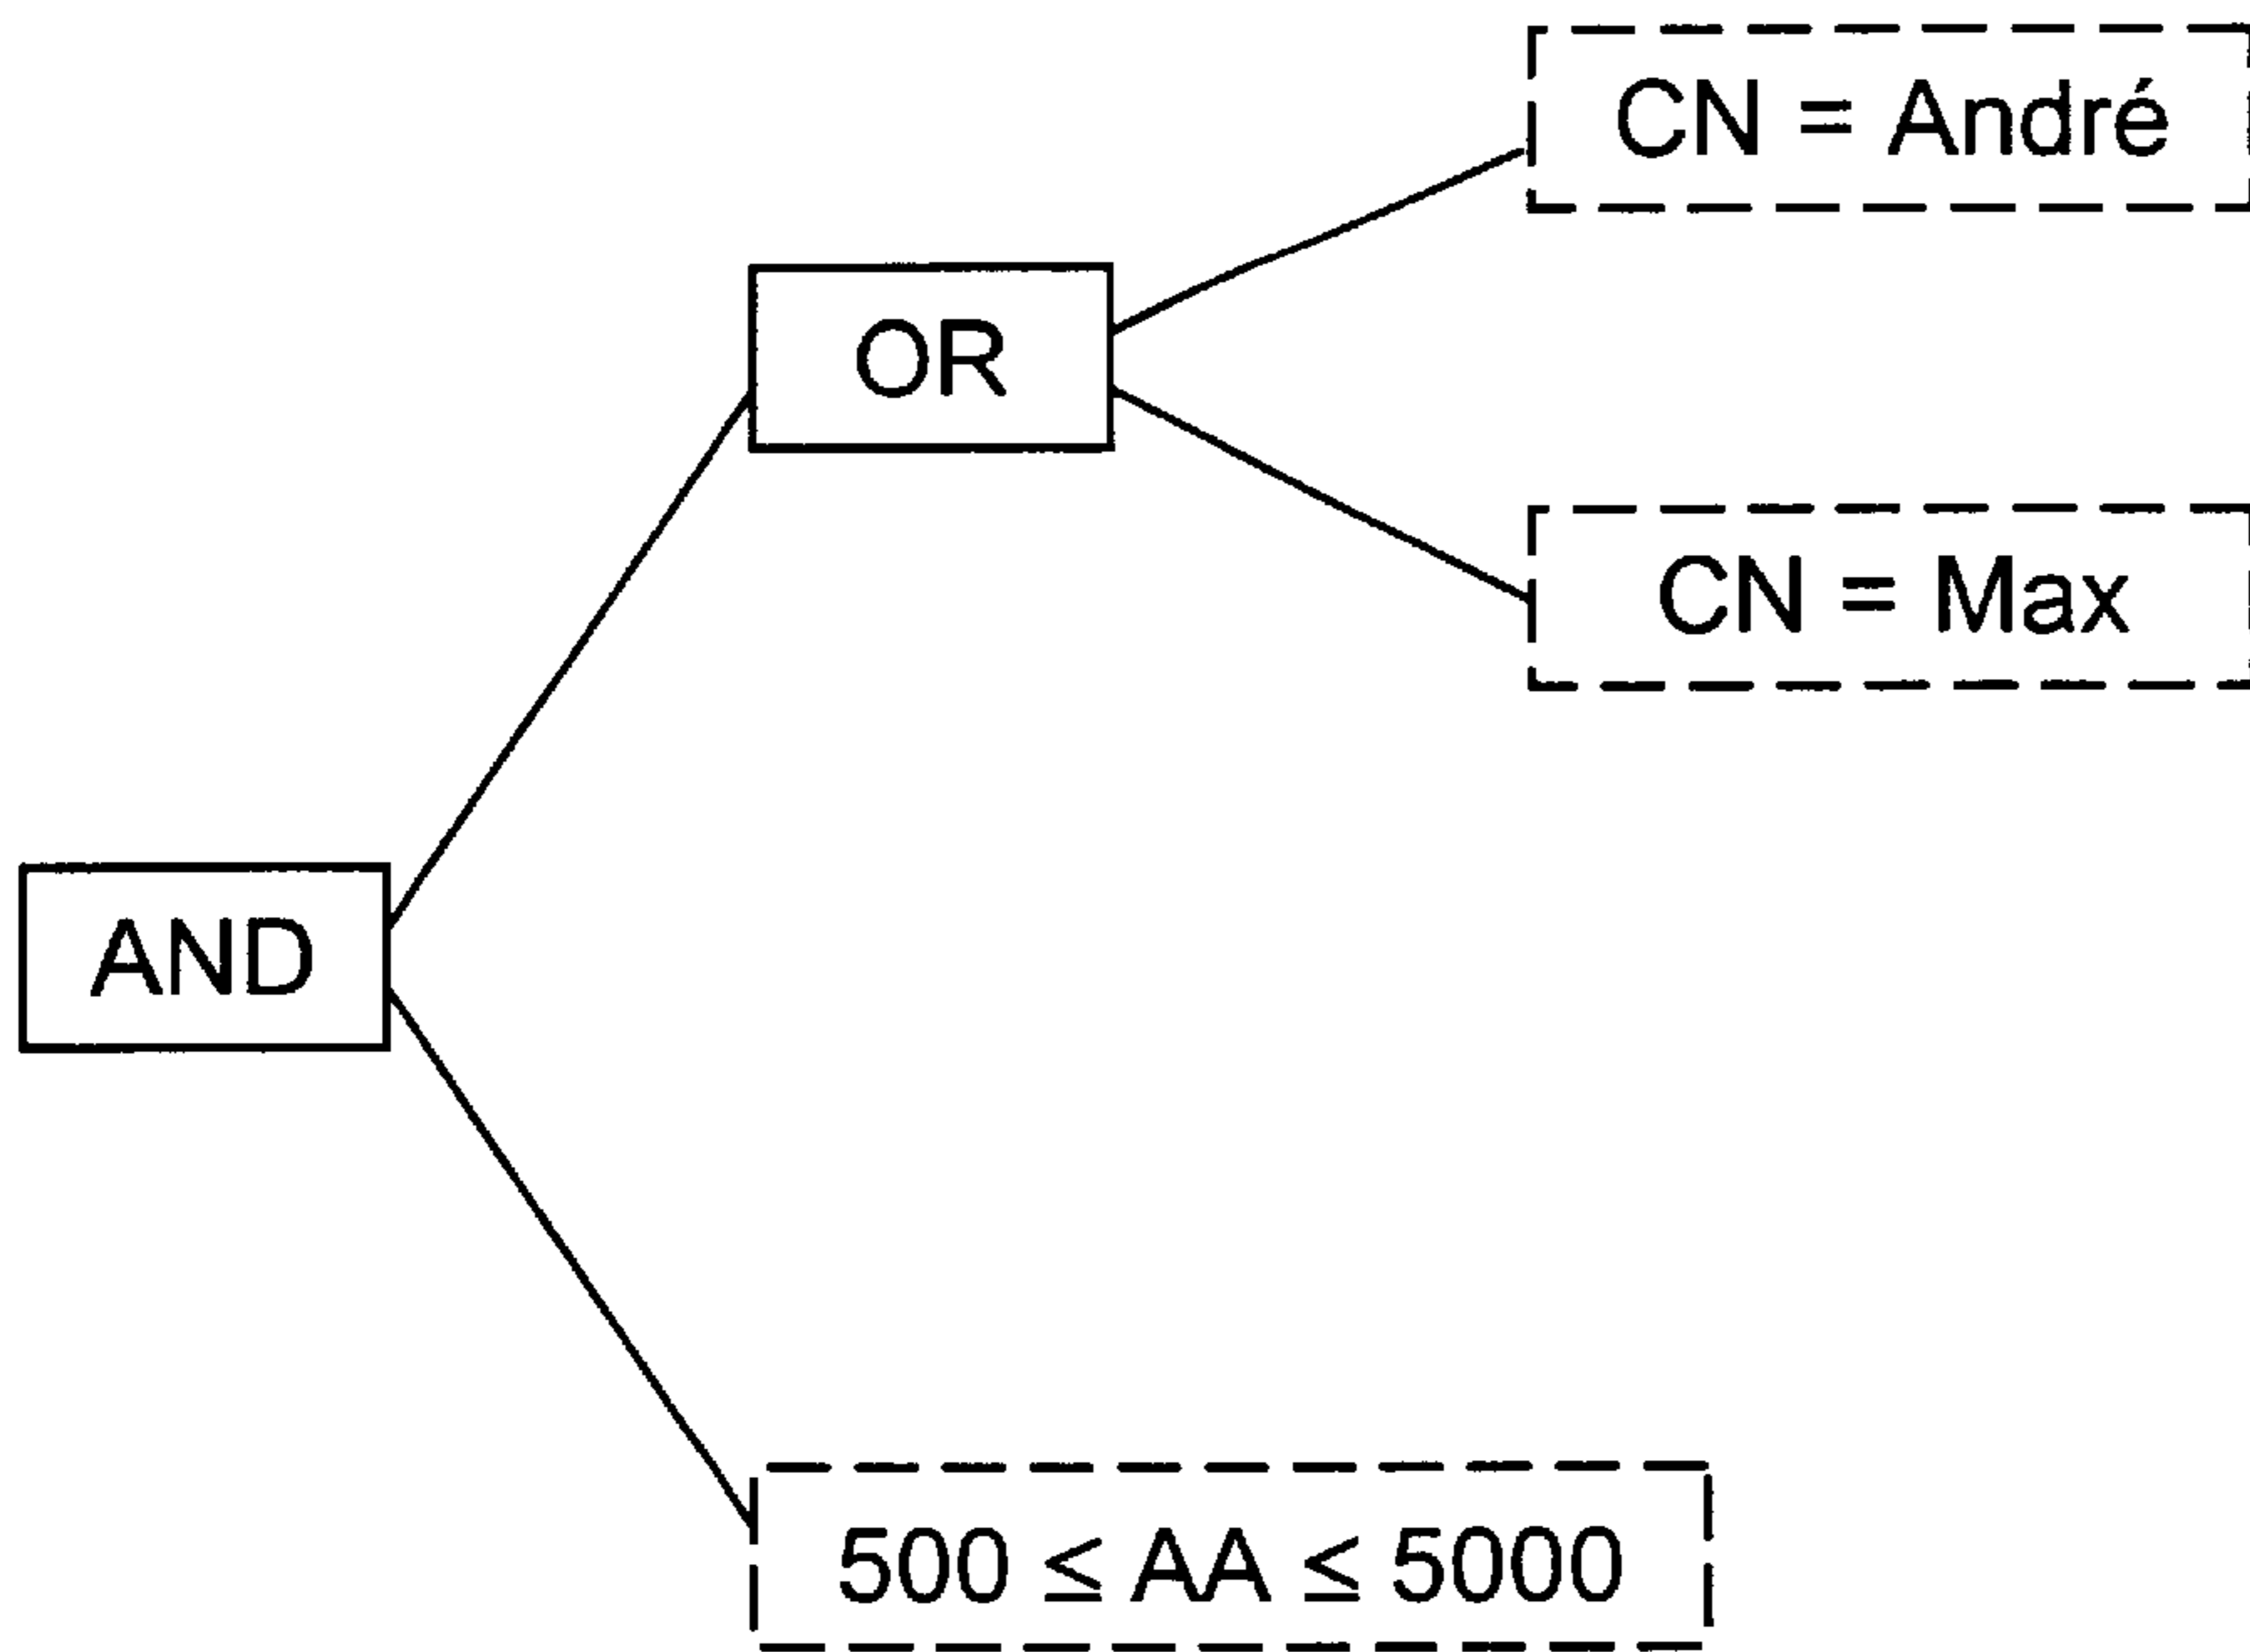 CN = André
OR
CN = Max
AND
500 ≤ AA ≤ 5000